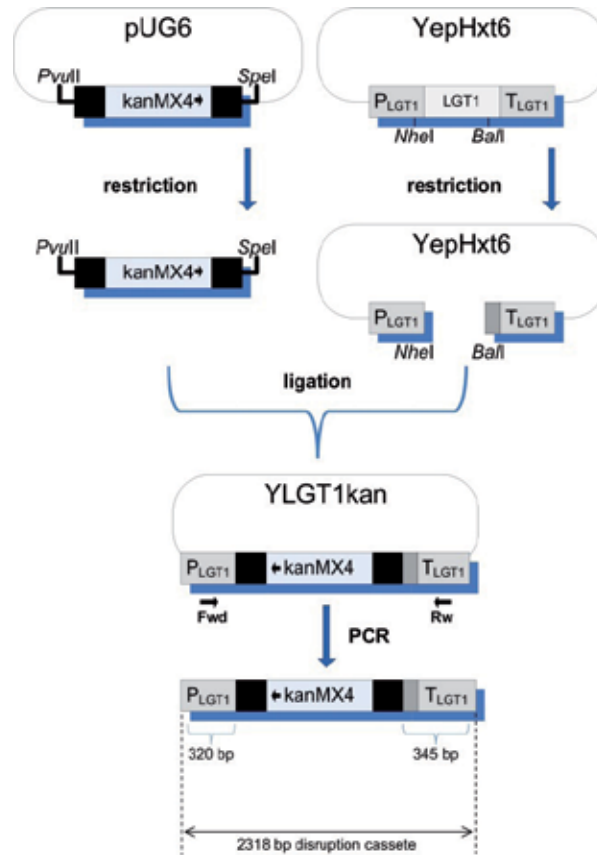 pUG6
YepHxt6
PvuII
SpeI
kanMX4
PLGT1
LGT1
TLGT1
NheI
BalI
restriction
restriction
YepHxt6
PvuII
SpeI
kanMX4
PLGT1
TLGT1
NheI
BalI
ligation
YLGT1kan
PLGT1
kanMX4
TLGT1
Fwd
Rw
PCR
PLGT1
kanMX4
TLGT1
320 bp
345 bp
2318 bp disruption cassete